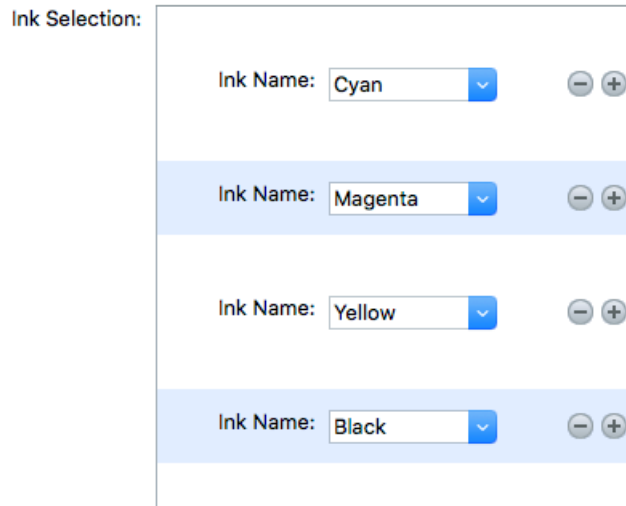 Ink Selection:
Ink Name: Cyan
Ink Name: Magenta
Ink Name: Yellow
Ink Name: Black